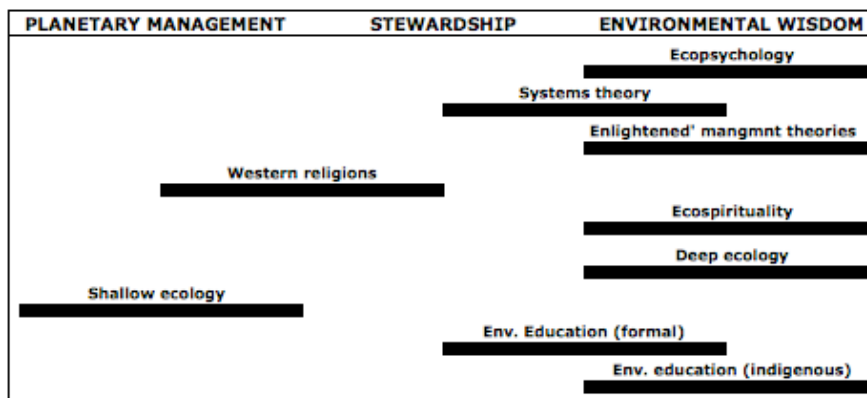 PLANETARY MANAGEMENT STEWARDSHIP ENVIRONMENTAL WISDOM
Ecopsychology
Systems theory
Enlightened' mangmnt theories
Western religions
Ecospirituality
Deep ecology
Shallow ecology
Env. Education (formal)
Env. education (indigenous)